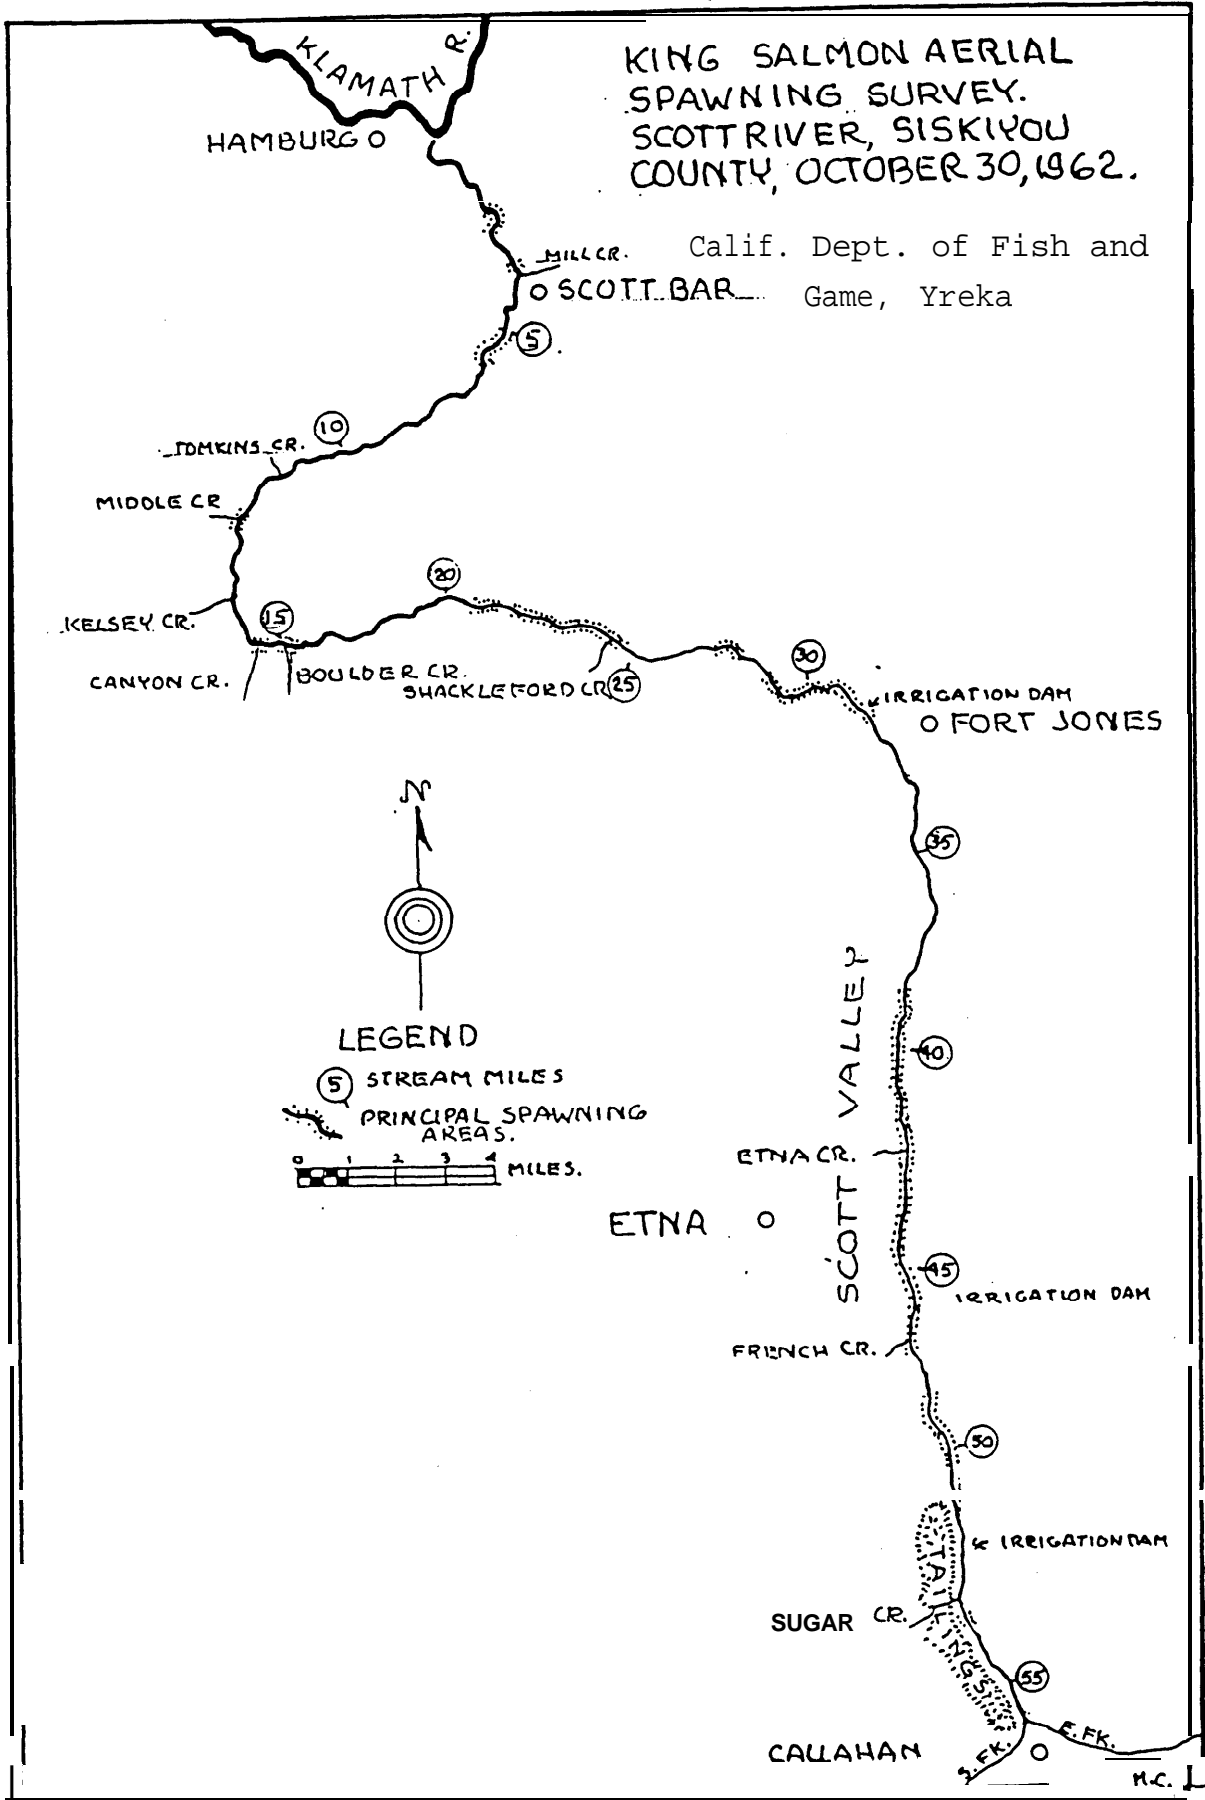 KLAMATH R.
KING SALMON AERIAL
SPAWNING SURVEY.
SCOTT RIVER, SISKIYOU
COUNTY, OCTOBER 30, 1962.
HAMBURG
Calif. Dept. of Fish and
Game, Yreka
MILL CR.
SCOTT BAR
5
10
TOMKINS CR.
MIDDLE CR
20
KELSEY CR.
15
CANYON CR.
BOULDER CR.
SHACKLEFORD CR
25
30
IRRIGATION DAM
FORT JONES
N
35
SCOTT VALLEY
LEGEND
5 STREAM MILES
PRINCIPAL SPAWNING
AREAS.
0 1 2 3 4
MILES.
40
ETNA CR.
ETNA
45
IRRIGATION DAM
FRENCH CR.
50
IRRIGATION DAM
TAILINGS
SUGAR CR.
55
CALLAHAN
S. FK.
E. FK.
M.C.